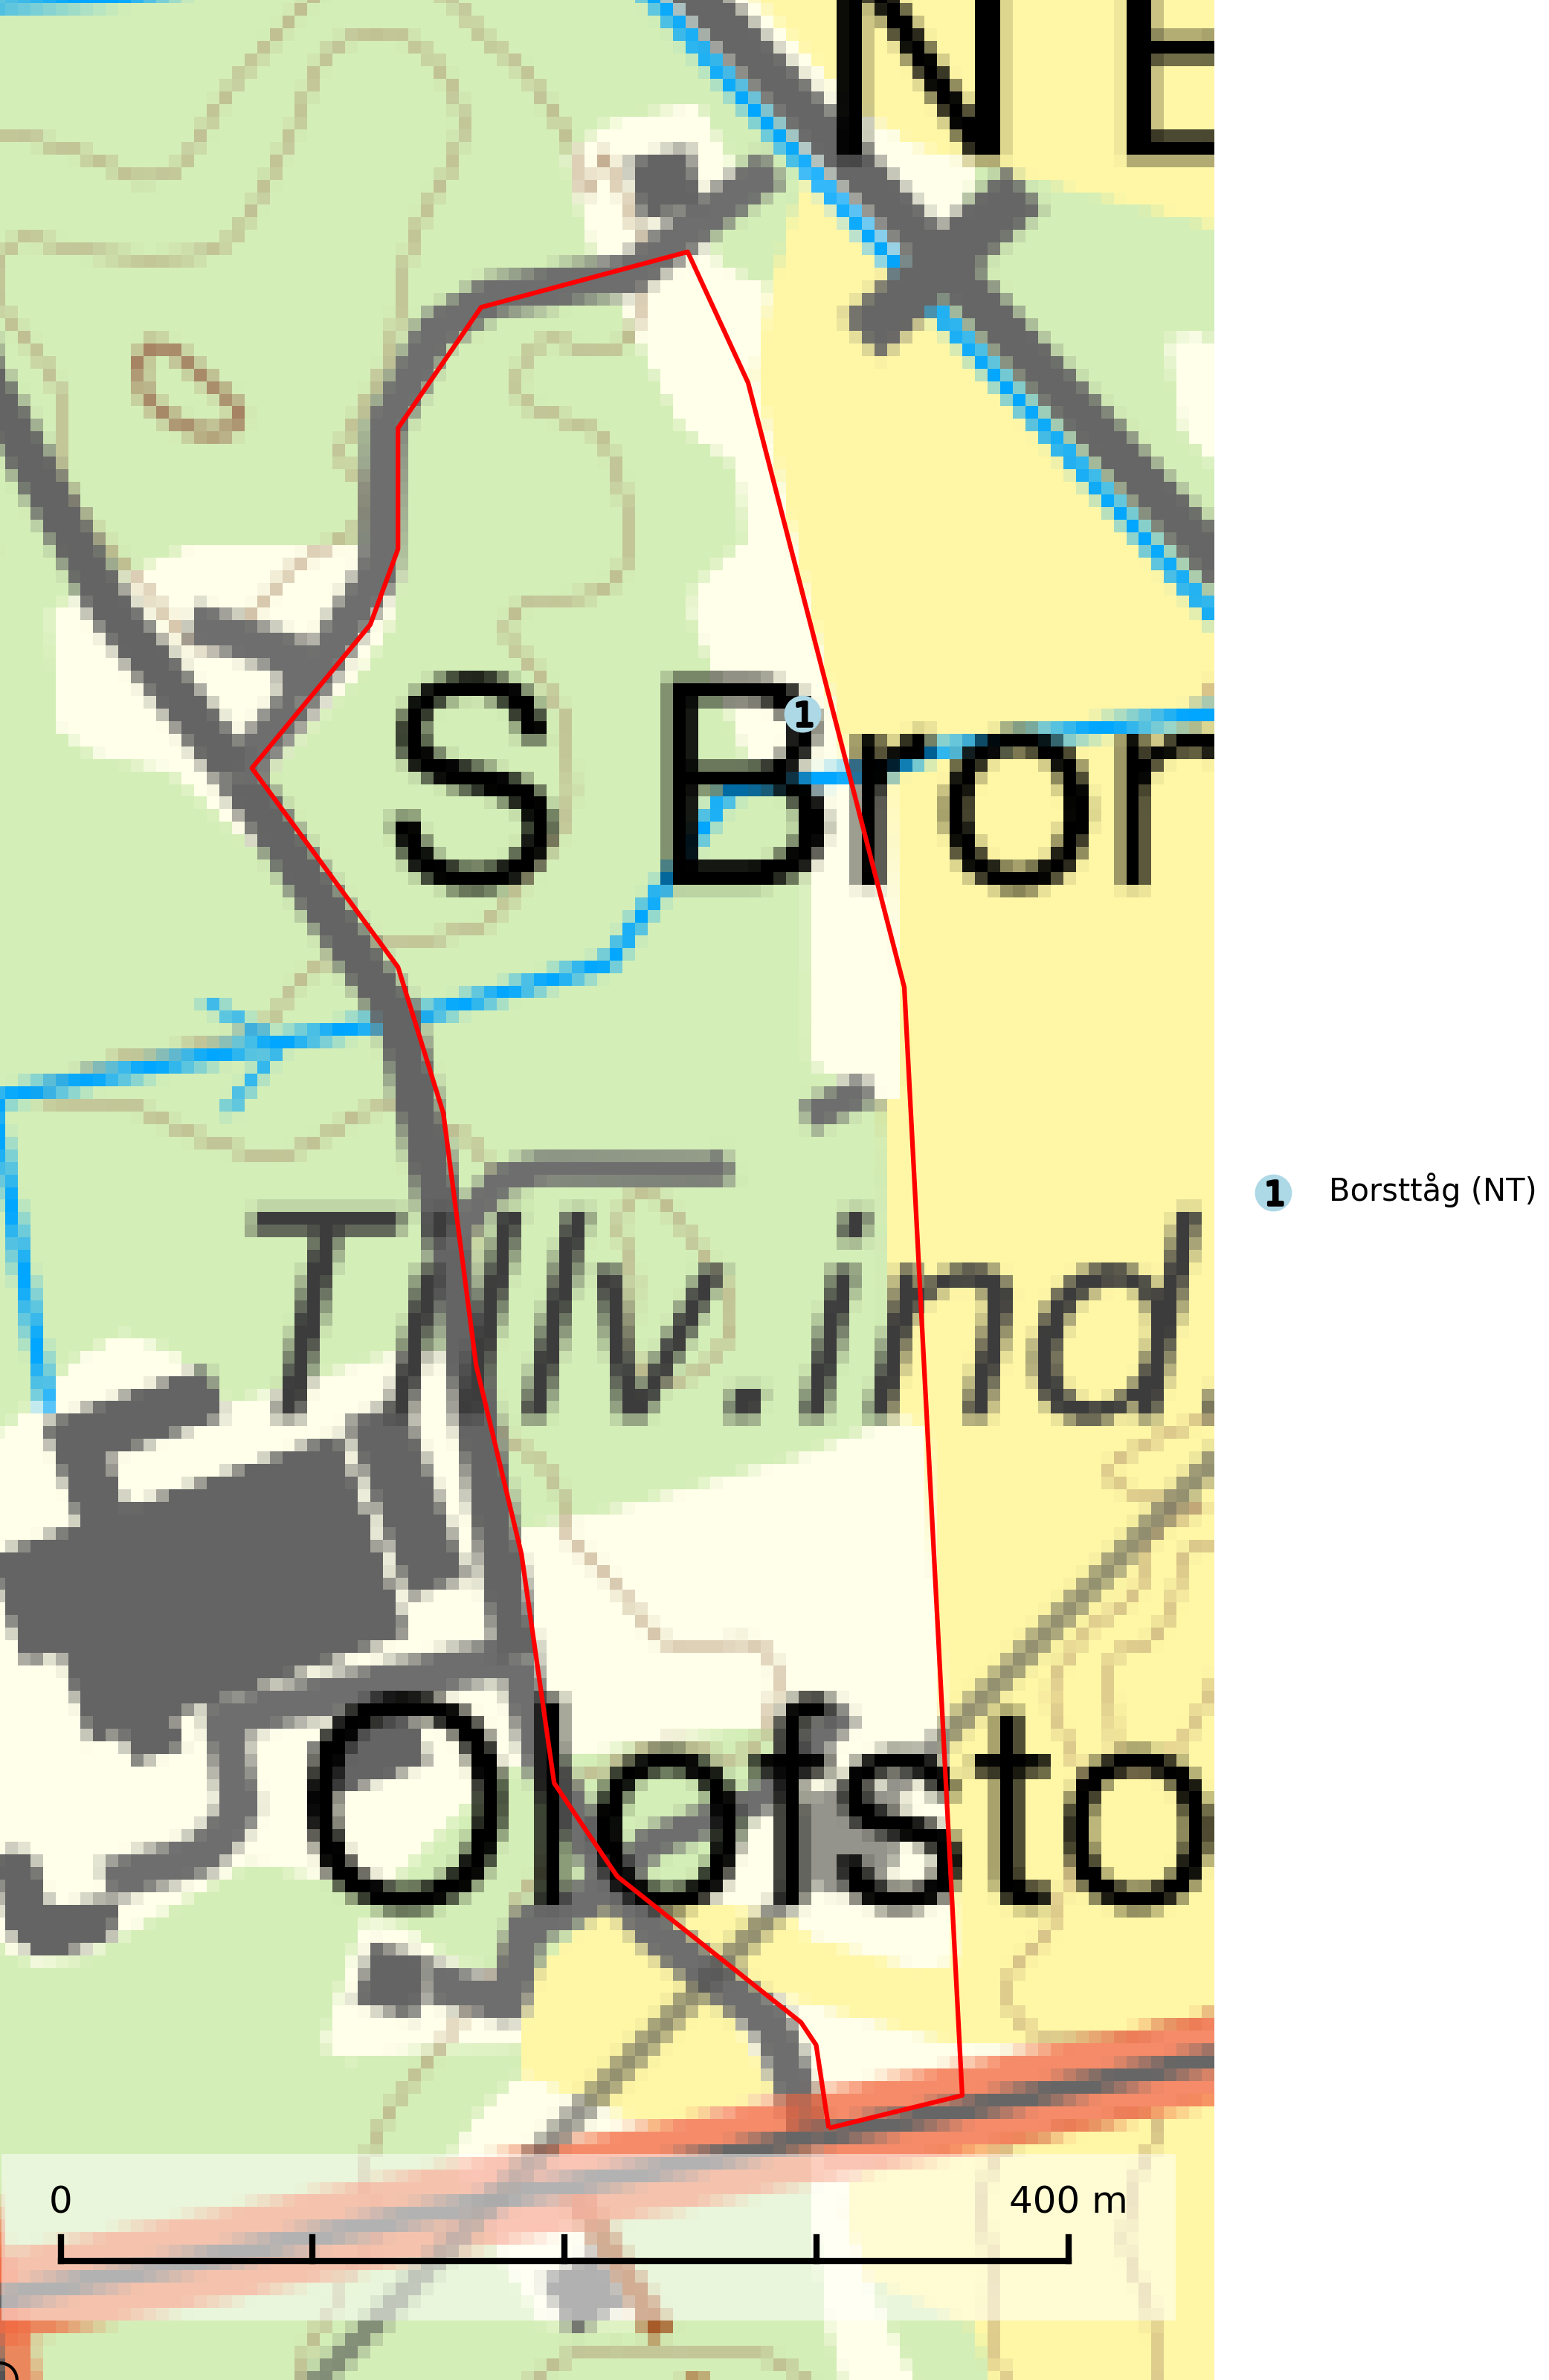 N E
S Bror
1
1 Borsttåg (NT)
Tillv.ind.
Olofsto
0 400 m